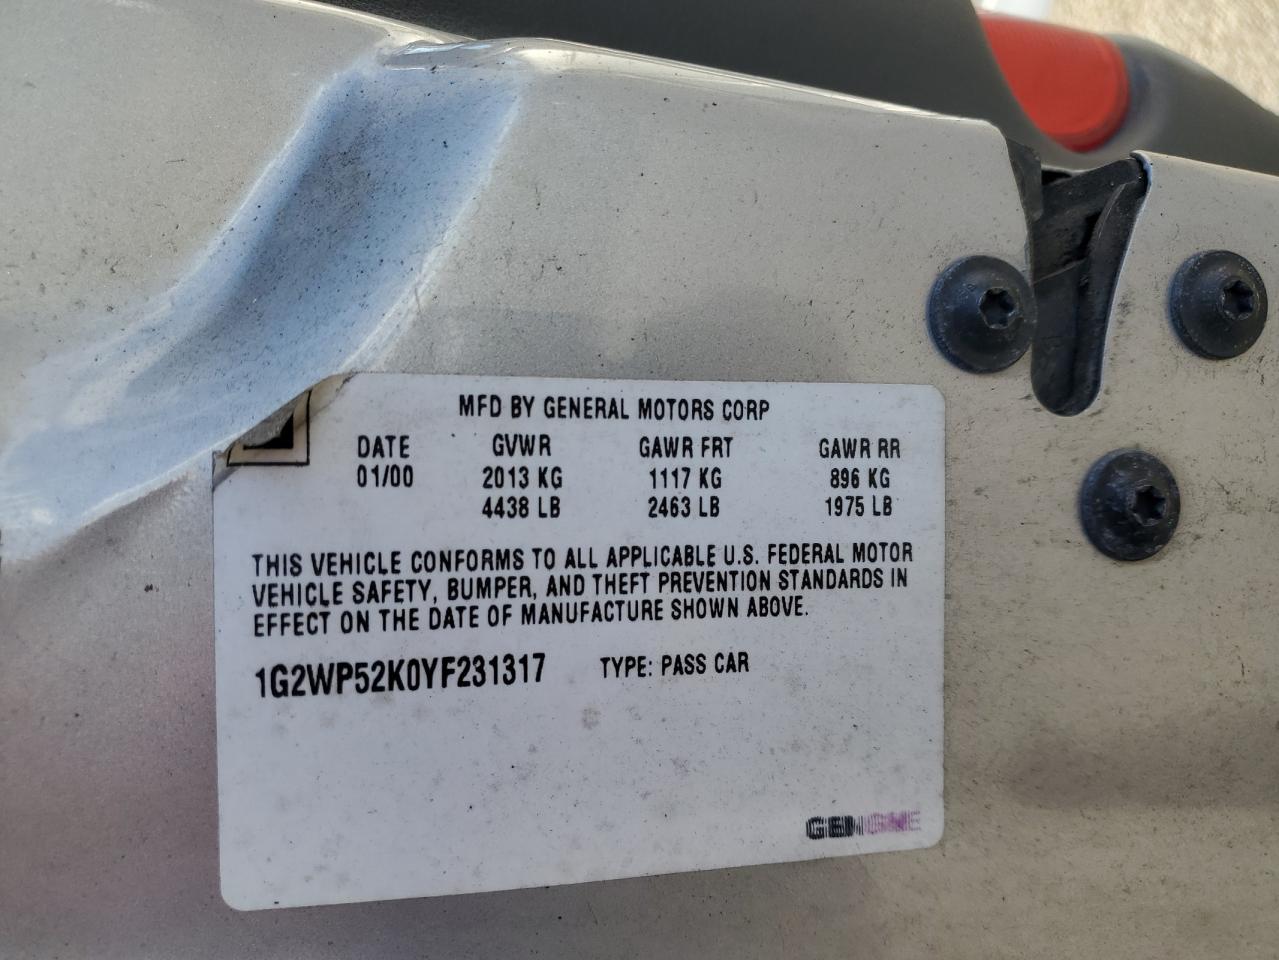 MFD BY GENERAL MOTORS CORP
DATE GVWR GAWR FRT GAWR RR
01/00 2013 KG 1117 KG 896 KG
4438 LB 2463 LB 1975 LB
THIS VEHICLE CONFORMS TO ALL APPLICABLE U.S. FEDERAL MOTOR
VEHICLE SAFETY, BUMPER, AND THEFT PREVENTION STANDARDS IN
EFFECT ON THE DATE OF MANUFACTURE SHOWN ABOVE.
1G2WP52K0YF231317 TYPE: PASS CAR